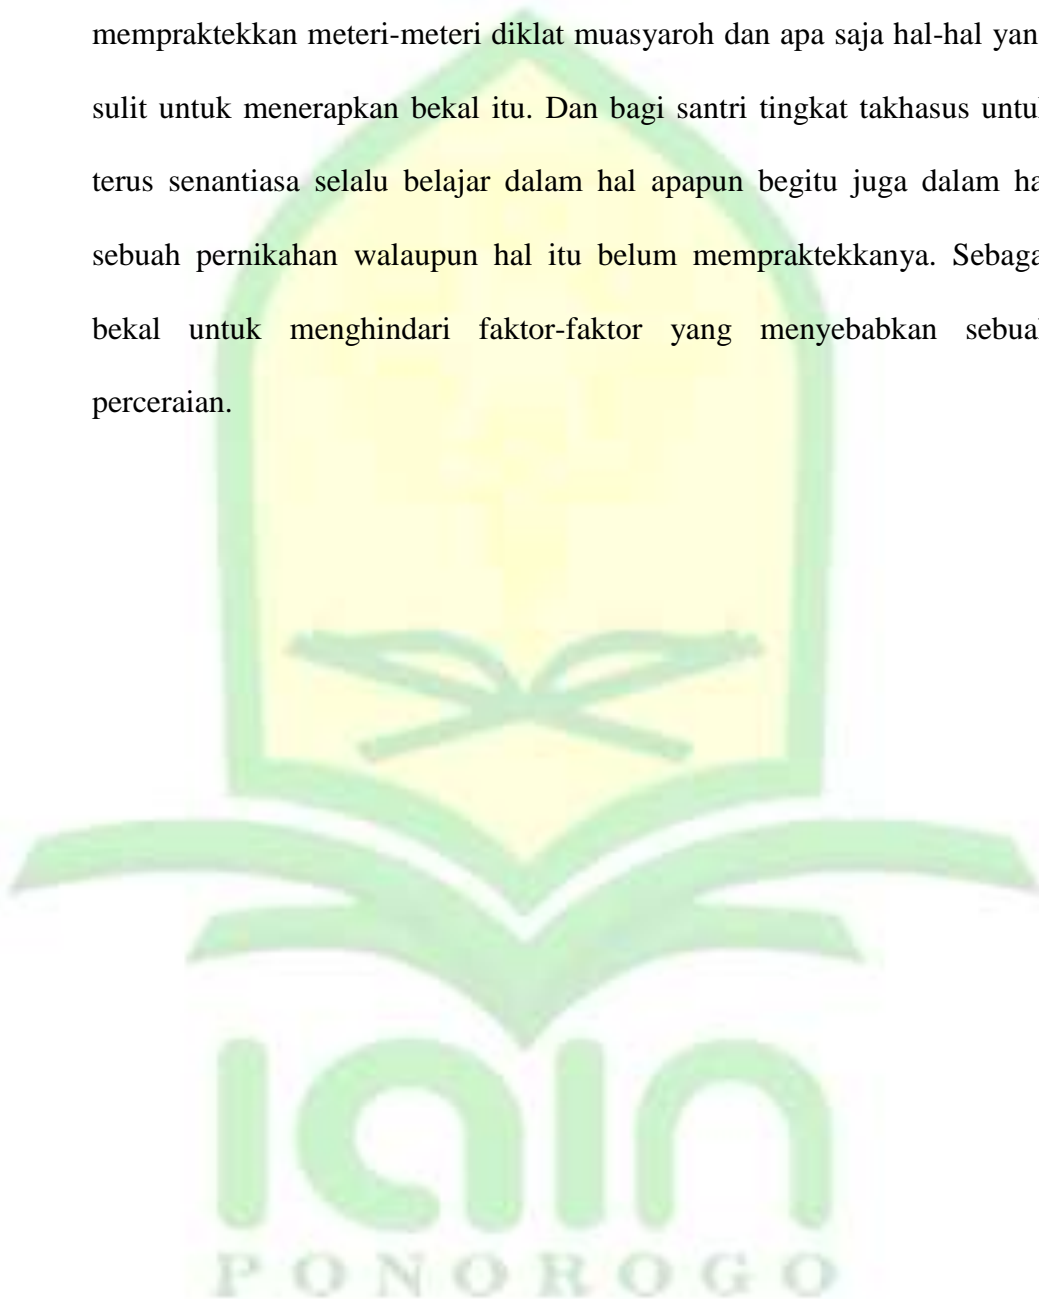 mempraktekkan meteri-meteri diklat muasyaroh dan apa saja hal-hal yan
sulit untuk menerapkan bekal itu. Dan bagi santri tingkat takhasus untu
terus senantiasa selalu belajar dalam hal apapun begitu juga dalam ha
sebuah pernikahan walaupun hal itu belum mempraktekkanya. Sebaga
bekal untuk menghindari faktor-faktor yang menyebabkan sebua
perceraian.
iain
PONOROGO